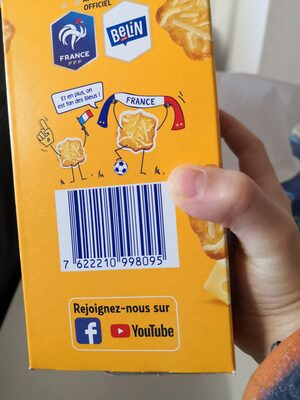 OFFICIEL
FRANCE
FFF
BELiN
Et en plus, on
est fan des Bleus !
FRANCE
7 622210 998095
Rejoignez-nous sur
f YouTube